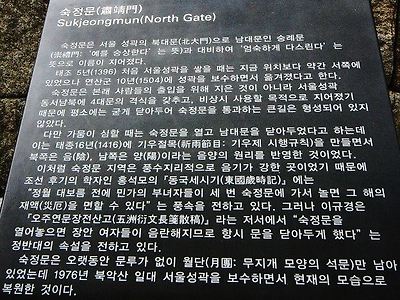 숙정문(肅靖門)
Sukjeongmun(North Gate)
숙정문은 서울 성곽의 북대문(北大門)으로 남대문인 숭례문
(崇禮門: '예를 숭상한다'는 뜻)과 대비하여 '엄숙하게 다스린다'는
뜻으로 이름이 지어졌다.
태조 5년(1396) 처음 서울성곽을 쌓을 때는 지금 위치보다 약간 서쪽에
있었으나 연산군 10년(1504)에 성곽을 보수하면서 옮겨졌다고 한다.
숙정문은 본래 사람들의 출입을 위해 지은 것이 아니라 서울성곽
동서남북에 4대문의 격식을 갖추고, 비상시 사용할 목적으로 지어졌기
때문에 평소에는 굳게 닫아두어 숙정문을 통과하는 큰길은 형성되어 있지
않았다.
다만 가뭄이 심할 때는 숙정문을 열고 남대문을 닫아두었다고 하는데
이는 태종16년(1416)에 기우절목(祈雨節目: 기우제 시행규칙)을 만들면서
북쪽은 음(陰), 남쪽은 양(陽)이라는 음양의 원리를 반영한 것이었다.
이처럼 숙정문 지역은 풍수지리적으로 음기가 강한 곳이었기 때문에
조선 후기의 학자인 홍석모의 「동국세시기(東國歲時記)」에는
"정월 대보름 전에 민가의 부녀자들이 세 번 숙정문에 가서 놀면 그 해의
재액(災厄)을 면할 수 있다" 는 풍속을 전하고 있다. 그러나 이규경은
「오주연문장전산고(五洲衍文長箋散稿)」라는 저서에서 "숙정문을
열어놓으면 장안 여자들이 음란해지므로 항시 문을 닫아두게 했다" 는
정반대의 속설을 전하고 있다.
숙정문은 오랫동안 문루가 없이 월단(月團: 무지개 모양의 석문)만 남아
있었는데 1976년 북악산 일대 서울성곽을 보수하면서 현재의 모습으로
복원한 것이다.